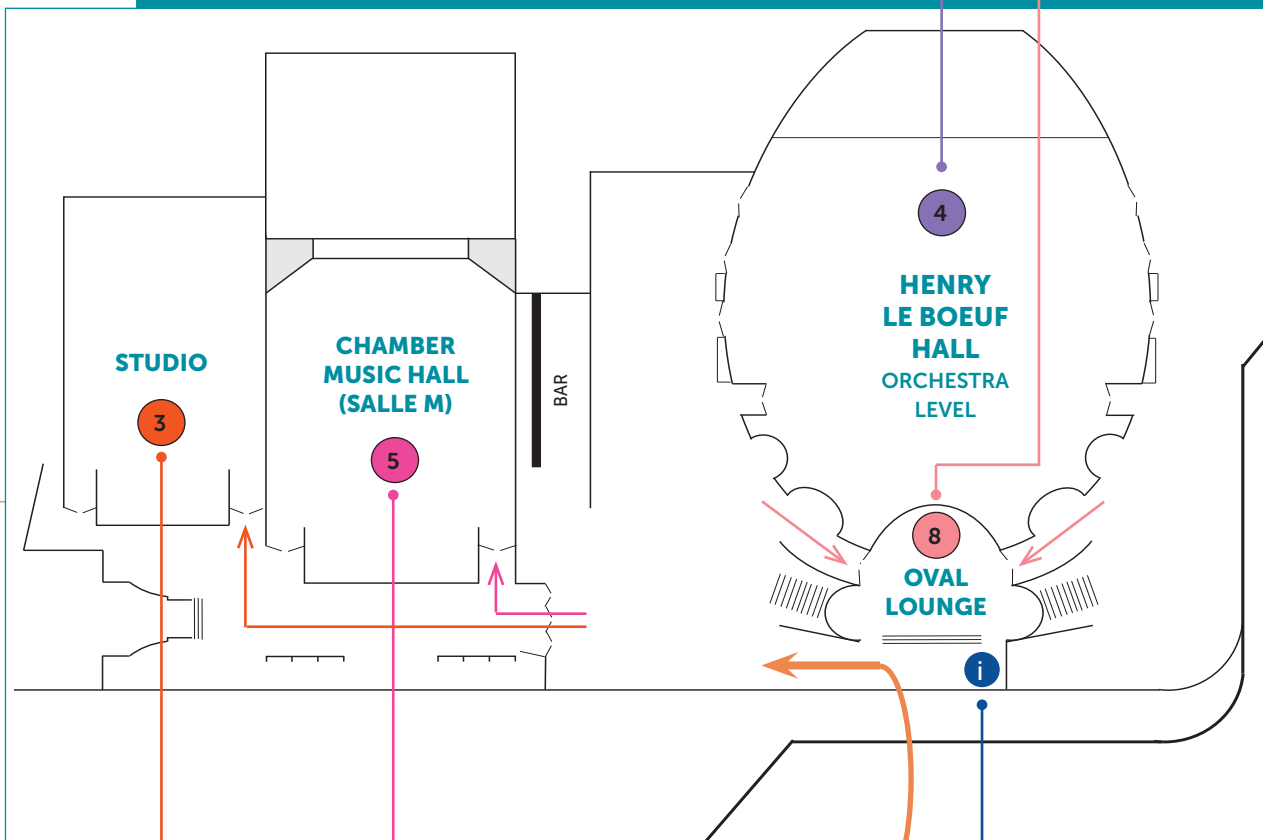 STUDIO
3
CHAMBER
MUSIC HALL
(SALLE M)
5
BAR
4
HENRY
LE BOEUF
HALL
ORCHESTRA
LEVEL
8
OVAL
LOUNGE
i